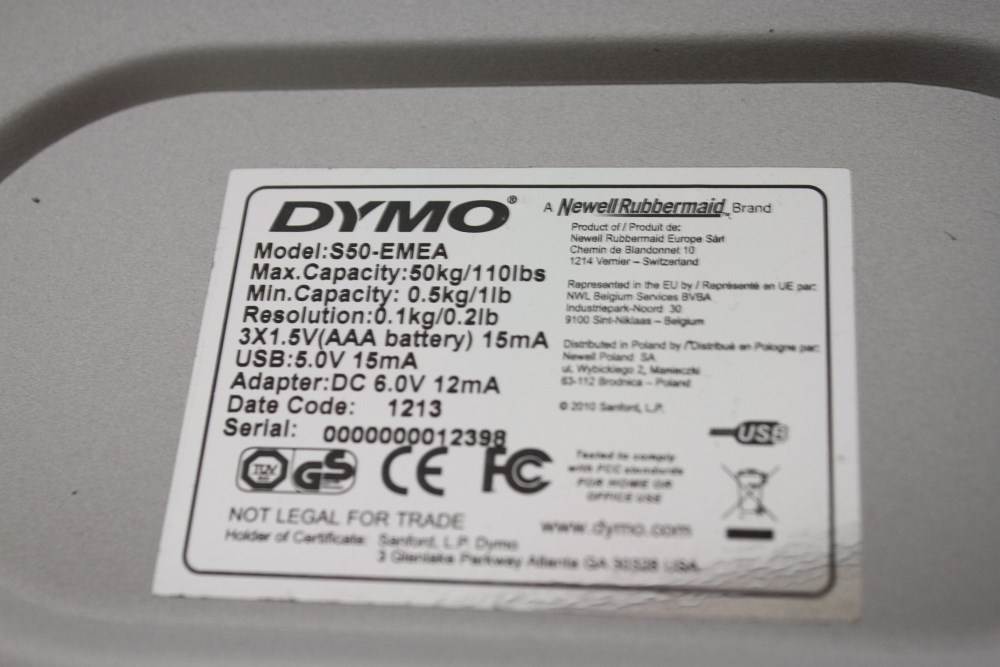 DYMO®
A Newell Rubbermaid Brand
Model:S50-EMEA
Max.Capacity:50kg/110lbs
Min.Capacity: 0.5kg/1lb
Resolution:0.1kg/0.2lb
3X1.5V(AAA battery) 15mA
USB:5.0V 15mA
Adapter:DC 6.0V 12mA
Date Code: 1213
Serial: 0000000012398
Product of / Produit de:
Newell Rubbermaid Europe Sàrl
Chemin de Blandonnet 10
1214 Vernier – Switzerland
Represented in the EU by / Représenté en UE par:
NWL Belgium Services BVBA
Industriepark-Noord 30
9100 Sint-Niklaas – Belgium
Distributed in Poland by /Distribué en Pologne par:
Newell Poland SA
ul. Wybickiego 2, Manieczki
63-112 Brodnica – Poland
© 2010 Sanford, L.P.
USB
TUV GS CE FC
Tested to comply
with FCC standards
FOR HOME OR
OFFICE USE
NOT LEGAL FOR TRADE
www.dymo.com
Holder of Certificate: Sanford, L.P. Dymo
3 Glenlake Parkway Atlanta GA 30328 USA